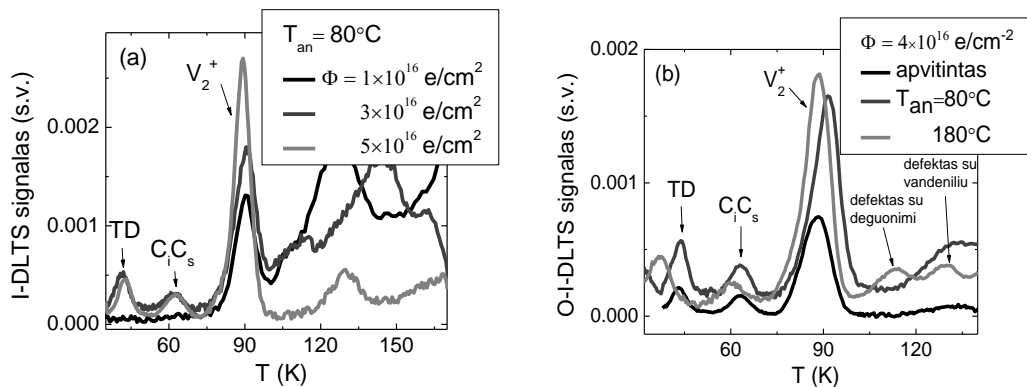 (a)
T_an = 80°C
Φ = 1×10^16 e/cm^2
3×10^16 e/cm^2
5×10^16 e/cm^2
V_2^+
TD
C_iC_s
I-DLTS signalas (s.v.)
0.002
0.001
0.000
30 60 90 120 150
T (K)
(b)
Φ = 4×10^16 e/cm^-2
apvitintas
T_an=80°C
180°C
V_2^+
TD
C_iC_s
defektas su
vandeniliu
defektas su
deguonimi
O-I-DLTS signalas (s.v.)
0.002
0.001
0.000
30 60 90 120
T (K)